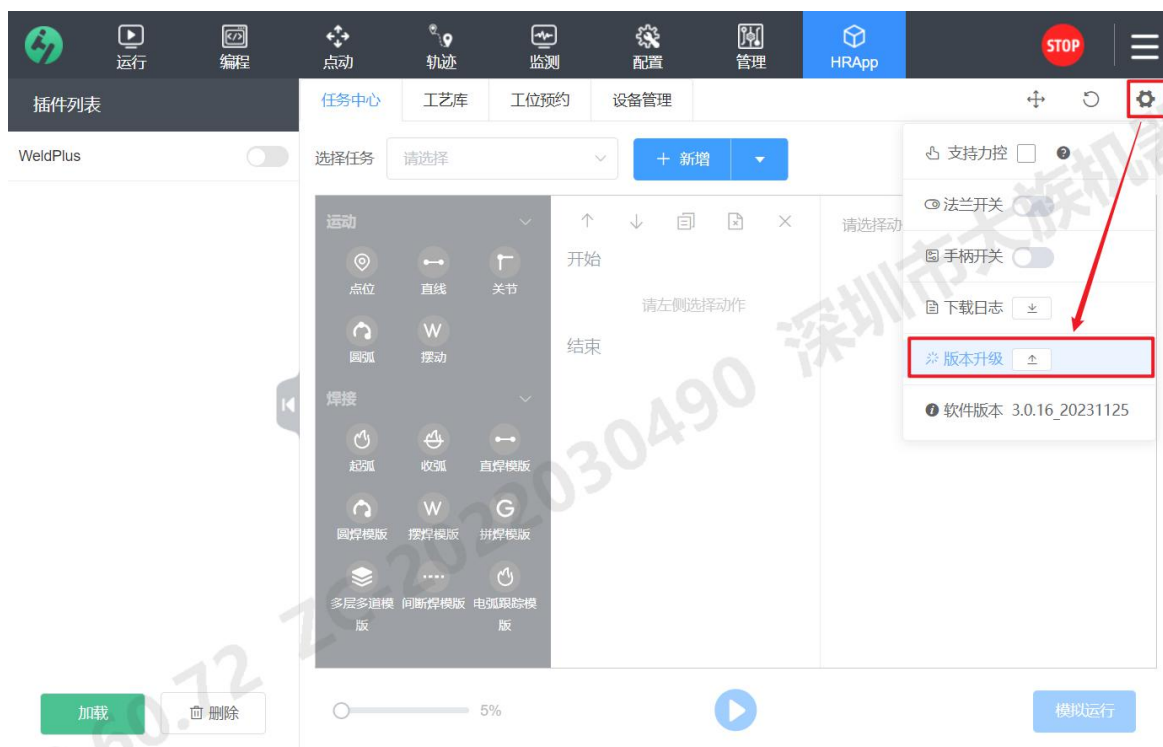 运行
编程
点动
轨迹
监测
配置
管理
HRApp
STOP
插件列表
任务中心
工艺库
工位预约
设备管理
WeldPlus
选择任务
请选择
+ 新增
支持力控
法兰开关
手柄开关
下载日志
版本升级
软件版本 3.0.16_20231125
运动
点位
直线
关节
圆弧
W
摆动
焊接
起弧
收弧
直焊模版
圆焊模版
W
摆焊模版
G
拼焊模版
多层多道模
版
间断焊模版
电弧跟踪模
版
开始
请左侧选择动作
结束
请选择动
加载
删除
5%
模拟运行
60.72 ZC-2022030490 深圳市大族机器